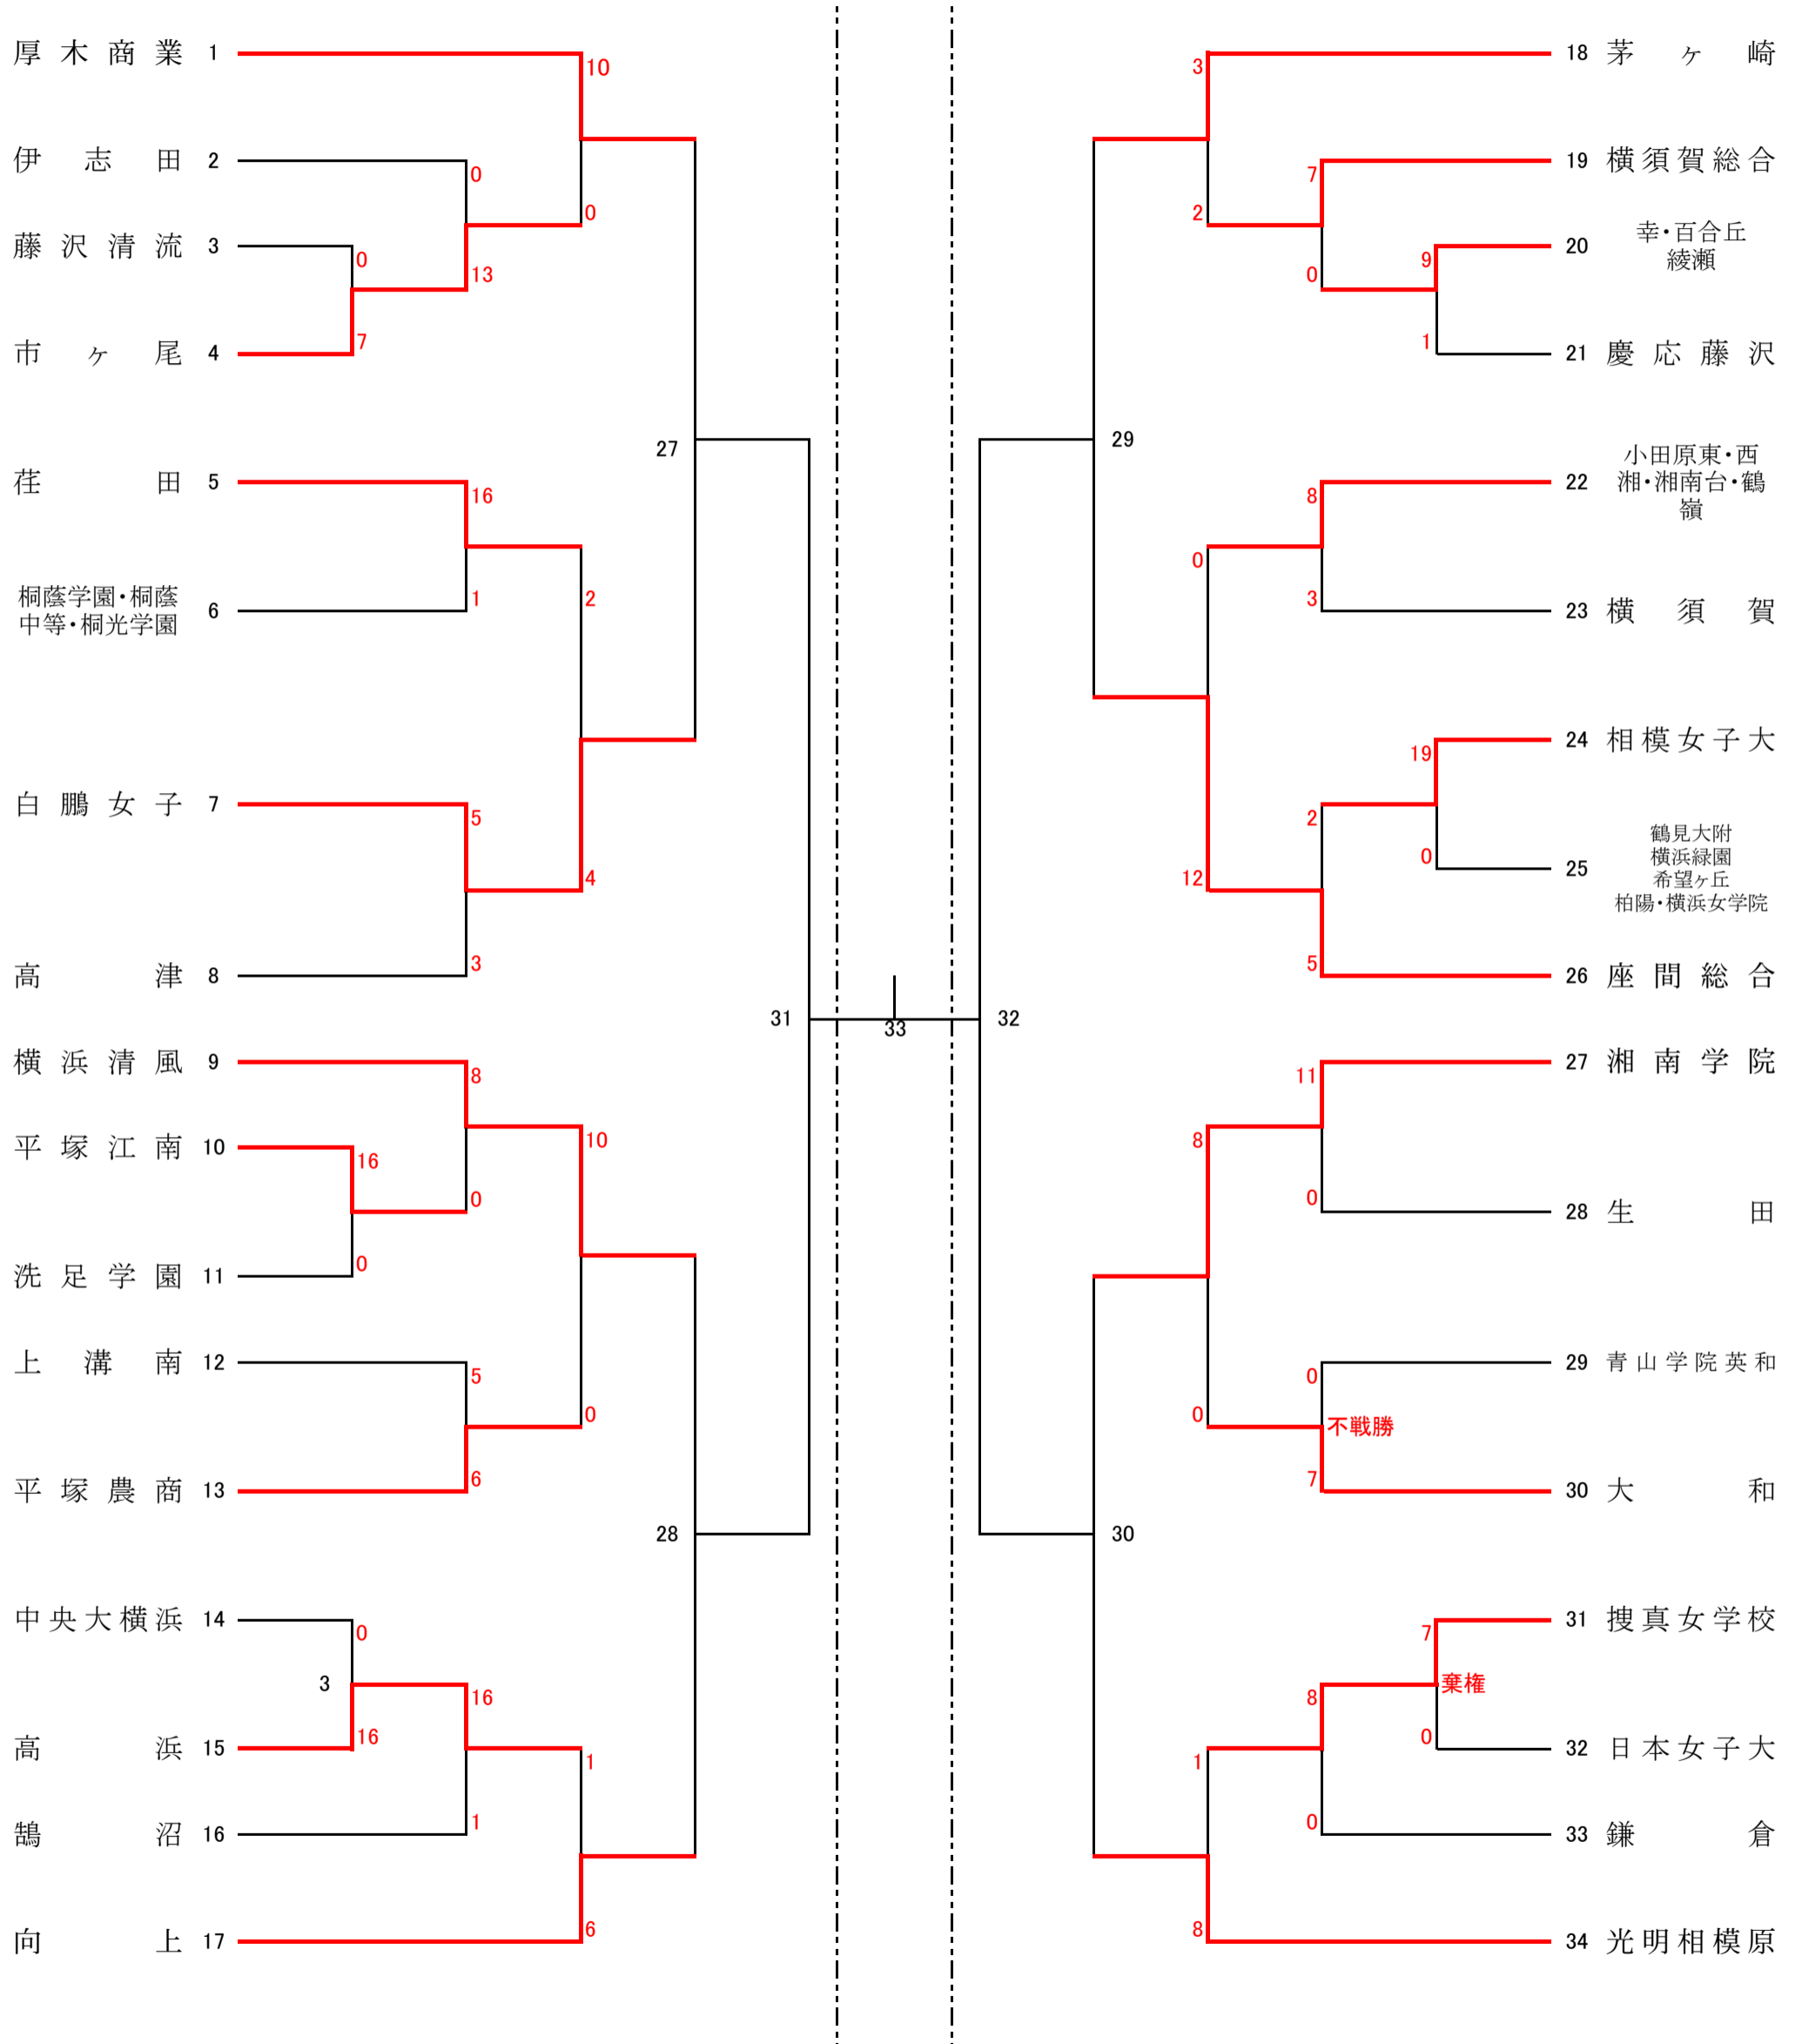 厚木商業 1
10
伊志田 2
0
0
藤沢清流 3
0
13
市ヶ尾 4
7
27
荏田 5
16
桐蔭学園・桐蔭
中等・桐光学園
6
1
2
白鵬女子 7
5
4
高津 8
3
31
33
横浜清風 9
8
平塚江南 10
16
10
0
洗足学園 11
0
上溝南 12
5
0
平塚農商 13
6
28
中央大横浜 14
0
3
16
高浜 15
16
1
鵠沼 16
1
向上 17
6
18 茅ヶ崎
3
19 横須賀総合
7
2
20 幸・百合丘
綾瀬
9
0
21 慶応藤沢
1
29
22 小田原東・西
湘・湘南台・鶴
嶺
8
0
23 横須賀
3
24 相模女子大
19
2
25 鶴見大附
横浜緑園
希望ヶ丘
柏陽・横浜女学院
0
12
26 座間総合
5
32
27 湘南学院
11
8
28 生田
0
29 青山学院英和
0
0
不戦勝
30 大和
7
30
31 捜真女学校
7
棄権
8
32 日本女子大
0
1
33 鎌倉
0
34 光明相模原
8